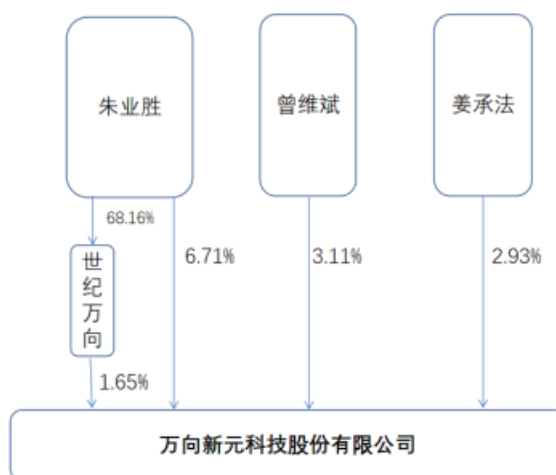 朱业胜
曾维斌
姜承法
68.16%
世纪万向
6.71%
3.11%
2.93%
1.65%
万向新元科技股份有限公司